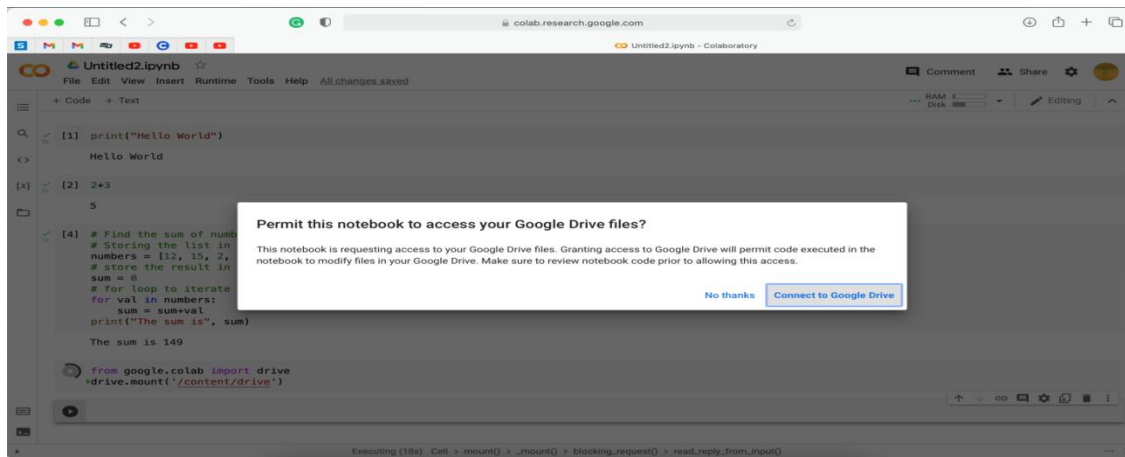 colab.research.google.com
Untitled2.ipynb - Colaboratory
Untitled2.ipynb
File Edit View Insert Runtime Tools Help All changes saved
Comment Share
+ Code + Text
RAM
Disk
Editing
[1] print("Hello World")
Hello World
[2] 2+3
5
[4] # Find the sum of numb
# Storing the list in
numbers = [12, 15, 2,
# store the result in
sum = 0
# for loop to iterate
for val in numbers:
sum = sum+val
print("The sum is", sum)
The sum is 149
Permit this notebook to access your Google Drive files?
This notebook is requesting access to your Google Drive files. Granting access to Google Drive will permit code executed in the
notebook to modify files in your Google Drive. Make sure to review notebook code prior to allowing this access.
No thanks Connect to Google Drive
from google.colab import drive
drive.mount('/content/drive')
Executing (18s) Cell > mount() > _mount() > blocking_request() > read_reply_from_input()